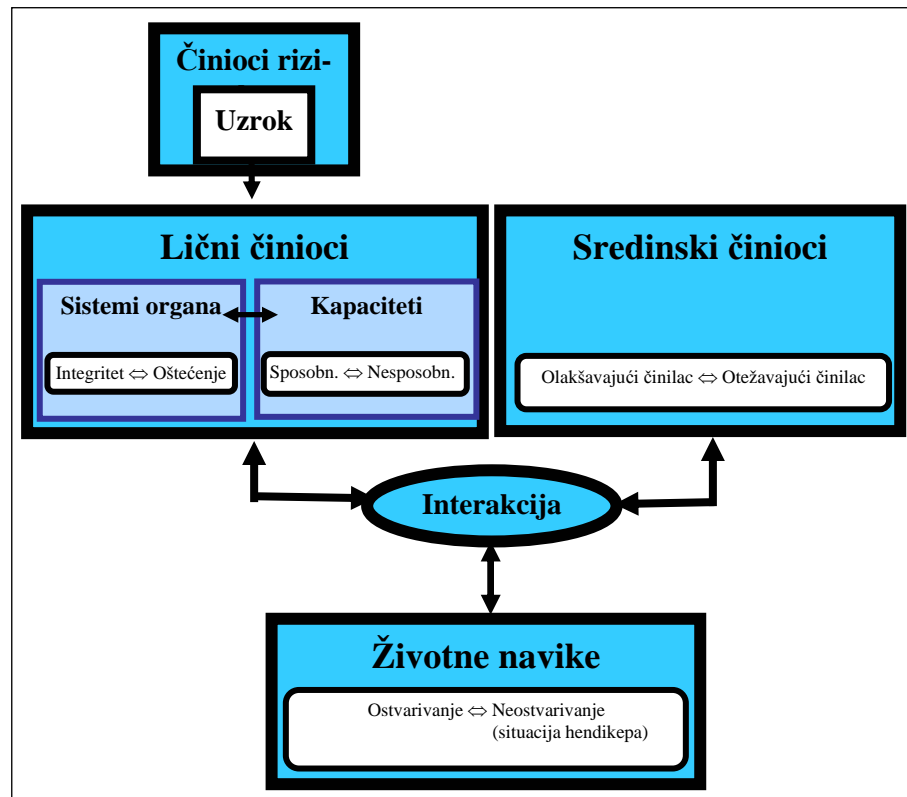 Činioci rizi-
Uzrok
Lični činioci
Sistemi organa
Kapaciteti
Integritet ⇔ Oštećenje
Sposobn. ⇔ Nesposobn.
Sredinski činioci
Olakšavajući činilac ⇔ Otežavajući činilac
Interakcija
Životne navike
Ostvarivanje ⇔ Neostvarivanje
(situacija hendikepa)